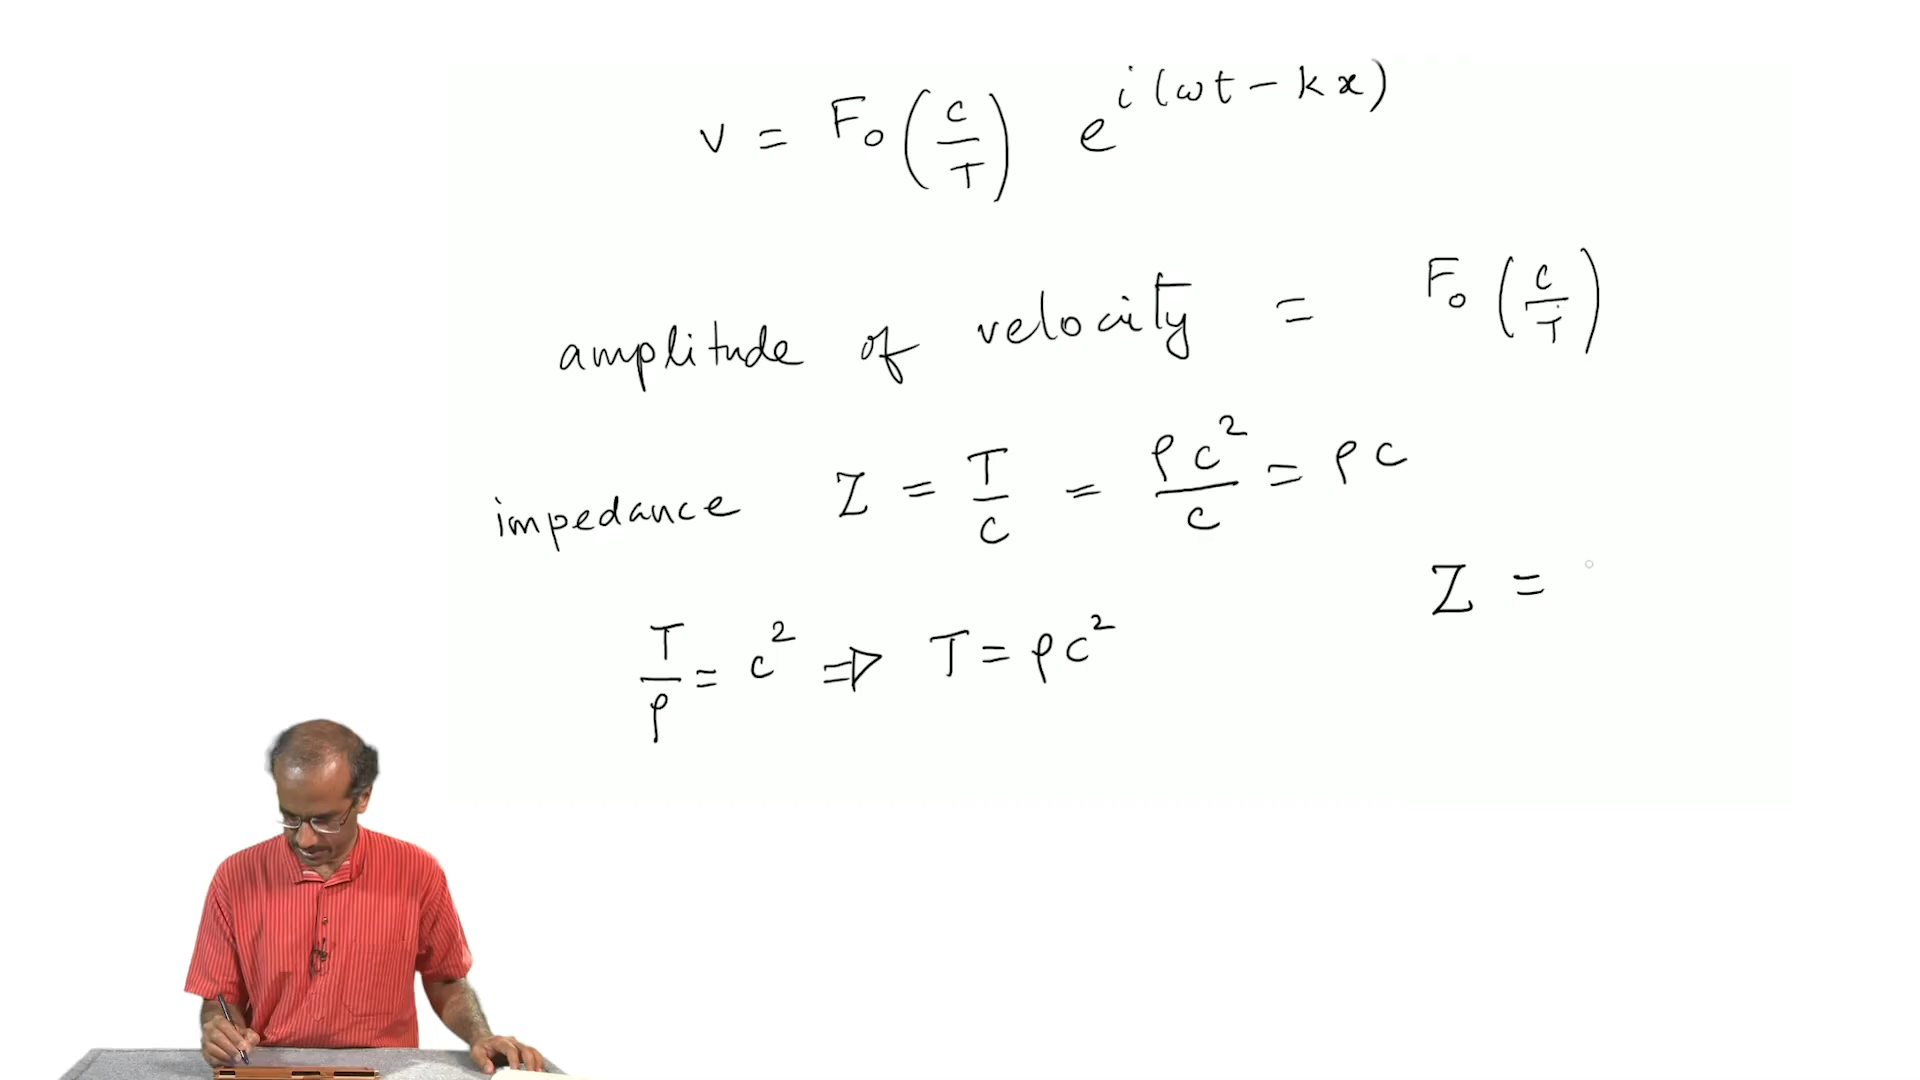 v = F₀ (c/T) e^{i(ωt − kx)}
amplitude of velocity = F₀ (c/T)
impedance Z = T/c = ρc²/c = ρc
Z =
T/ρ = c² ⇒ T = ρc²